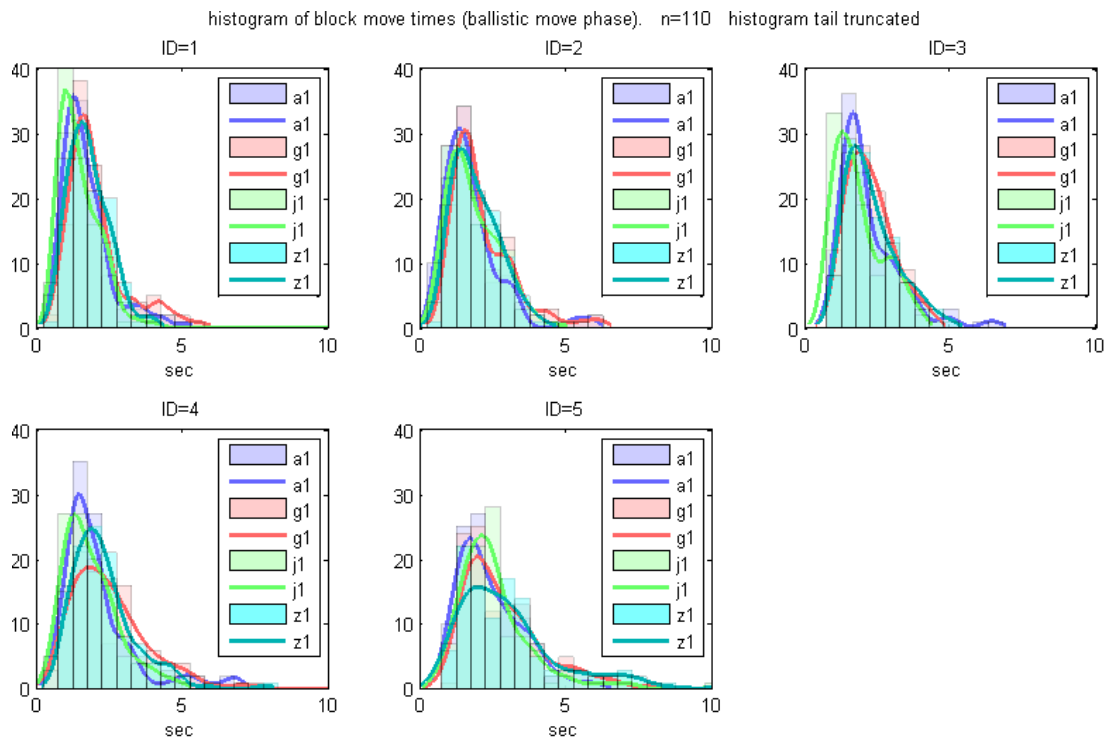 histogram of block move times (ballistic move phase). n=110 histogram tail truncated
ID=1
40
30
20
10
0
0 5 10
sec
a1
a1
g1
g1
j1
j1
z1
z1
ID=2
40
30
20
10
0
0 5 10
sec
a1
a1
g1
g1
j1
j1
z1
z1
ID=3
40
30
20
10
0
0 5 10
sec
a1
a1
g1
g1
j1
j1
z1
z1
ID=4
40
30
20
10
0
0 5 10
sec
a1
a1
g1
g1
j1
j1
z1
z1
ID=5
40
30
20
10
0
0 5 10
sec
a1
a1
g1
g1
j1
j1
z1
z1